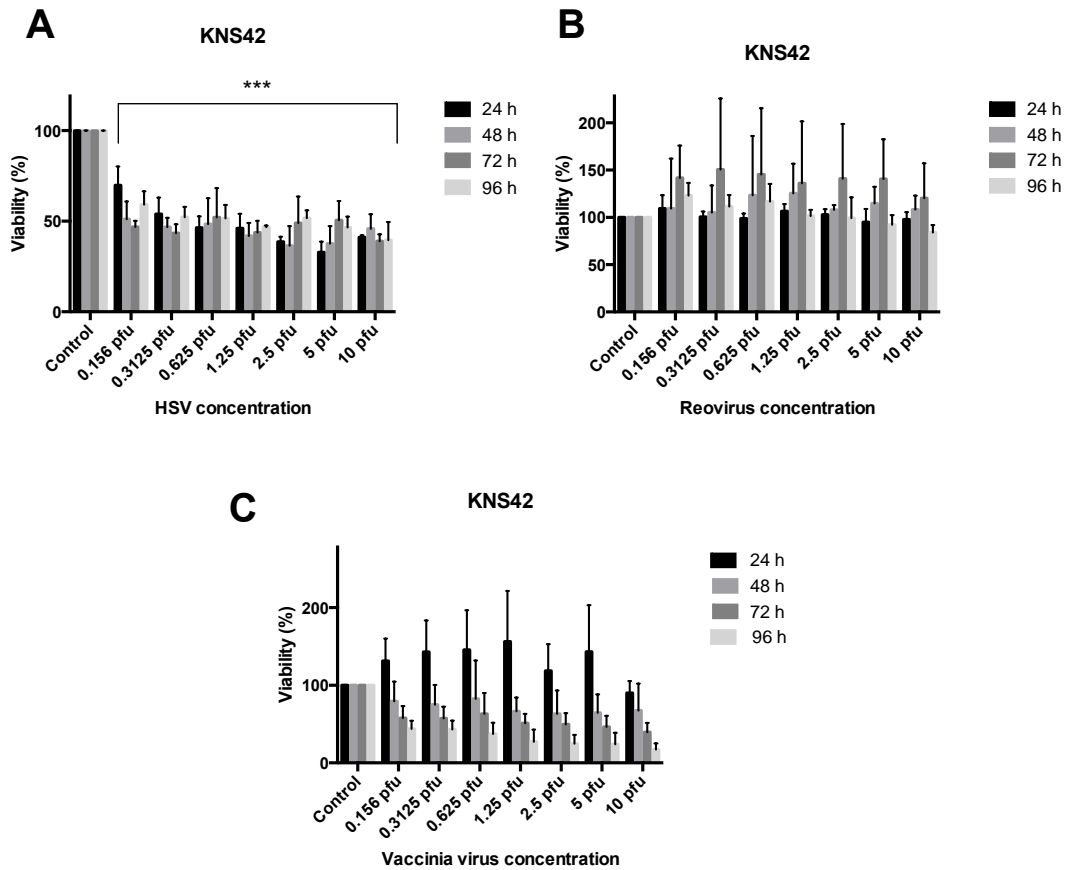 A
KNS42
***
100
50
0
Viability (%)
Control
0.156 pfu
0.3125 pfu
0.625 pfu
1.25 pfu
2.5 pfu
5 pfu
10 pfu
HSV concentration
24 h
48 h
72 h
96 h
B
KNS42
200
150
100
50
0
Viability (%)
Control
0.156 pfu
0.3125 pfu
0.625 pfu
1.25 pfu
2.5 pfu
5 pfu
10 pfu
Reovirus concentration
24 h
48 h
72 h
96 h
C
KNS42
200
100
0
Viability (%)
Control
0.156 pfu
0.3125 pfu
0.625 pfu
1.25 pfu
2.5 pfu
5 pfu
10 pfu
Vaccinia virus concentration
24 h
48 h
72 h
96 h